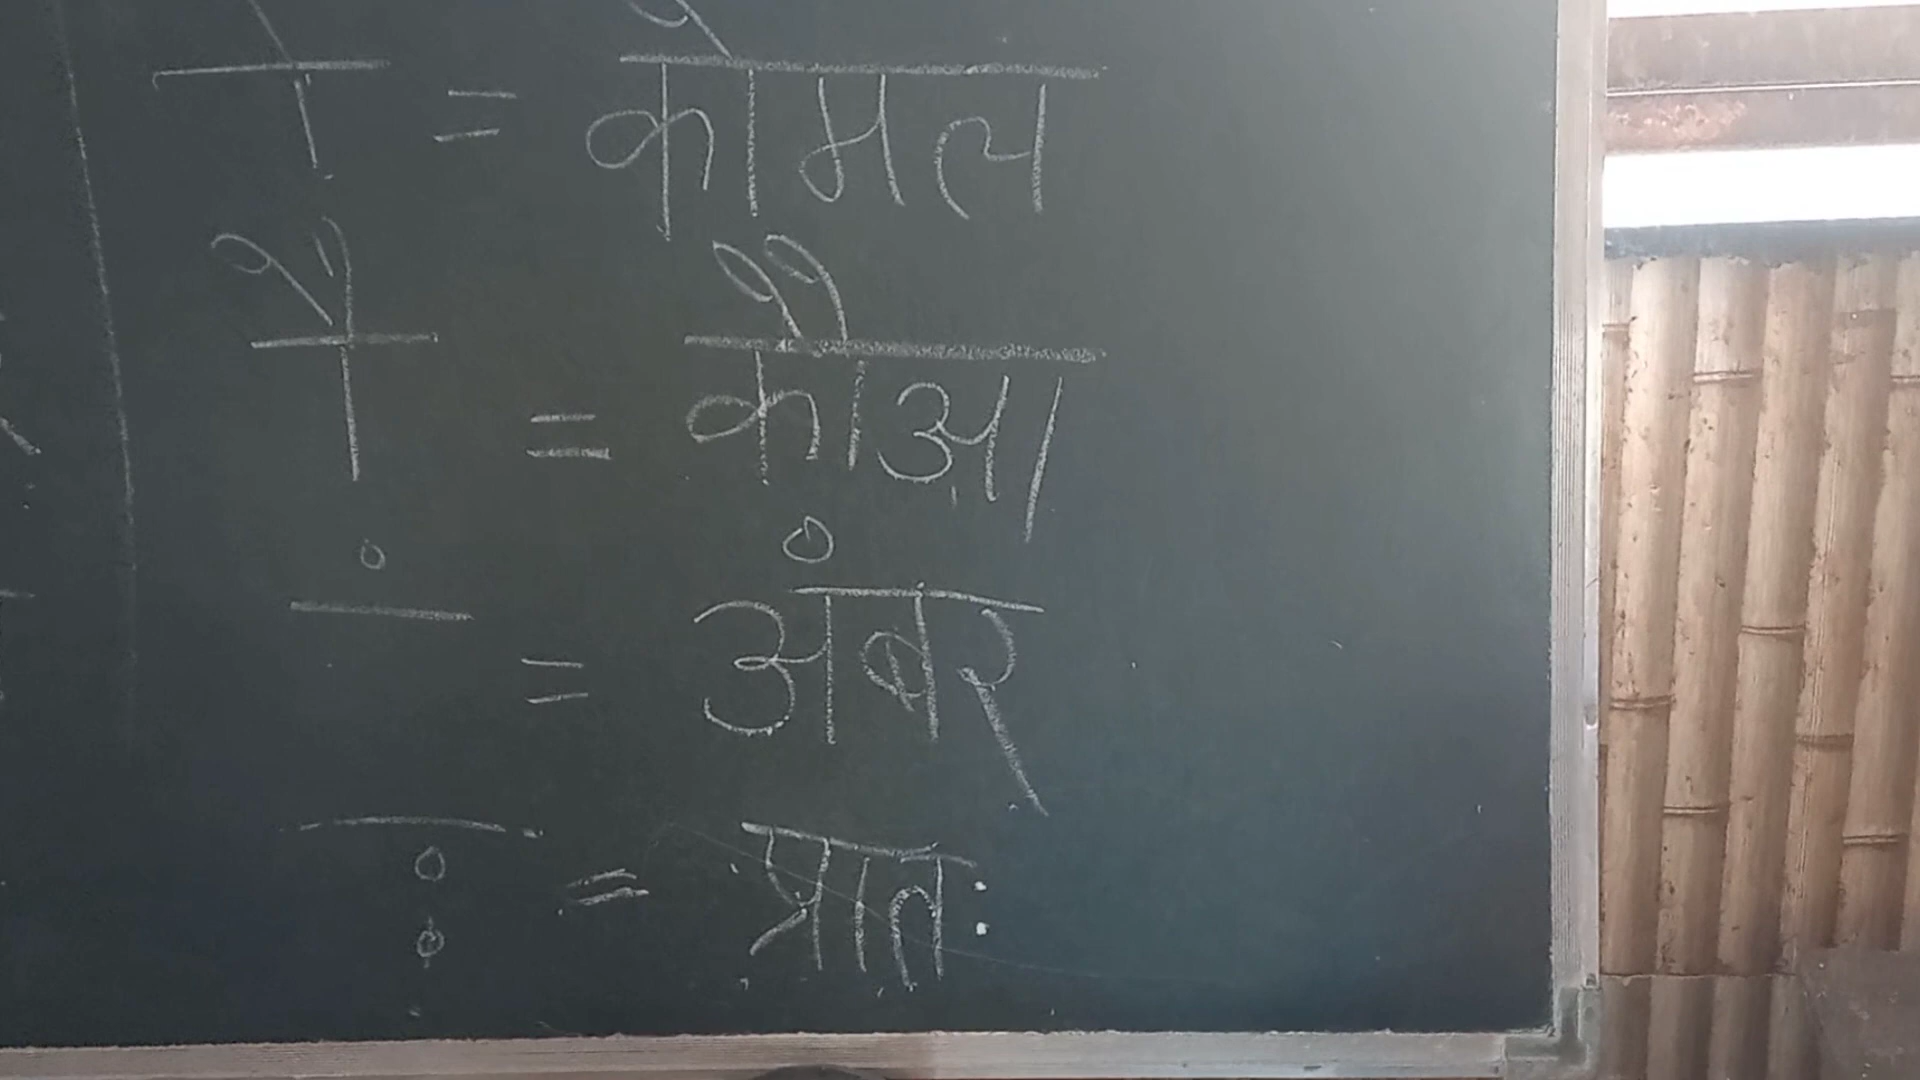 ो = कोमल
ौ = कौआ
ं = अंबर
ः = प्रातः